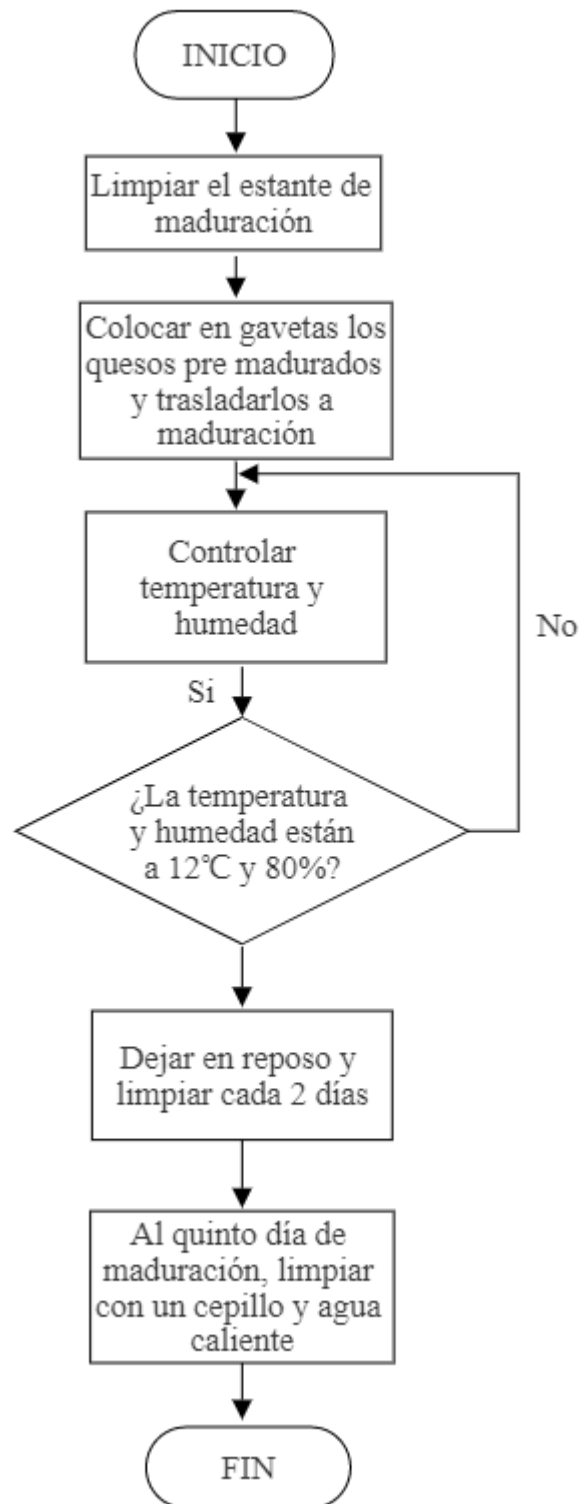 INICIO
Limpiar el estante de
maduración
Colocar en gavetas los
quesos pre madurados
y trasladarlos a
maduración
Controlar
temperatura y
humedad
No
Si
¿La temperatura
y humedad están
a 12℃ y 80%?
Dejar en reposo y
limpiar cada 2 días
Al quinto día de
maduración, limpiar
con un cepillo y agua
caliente
FIN